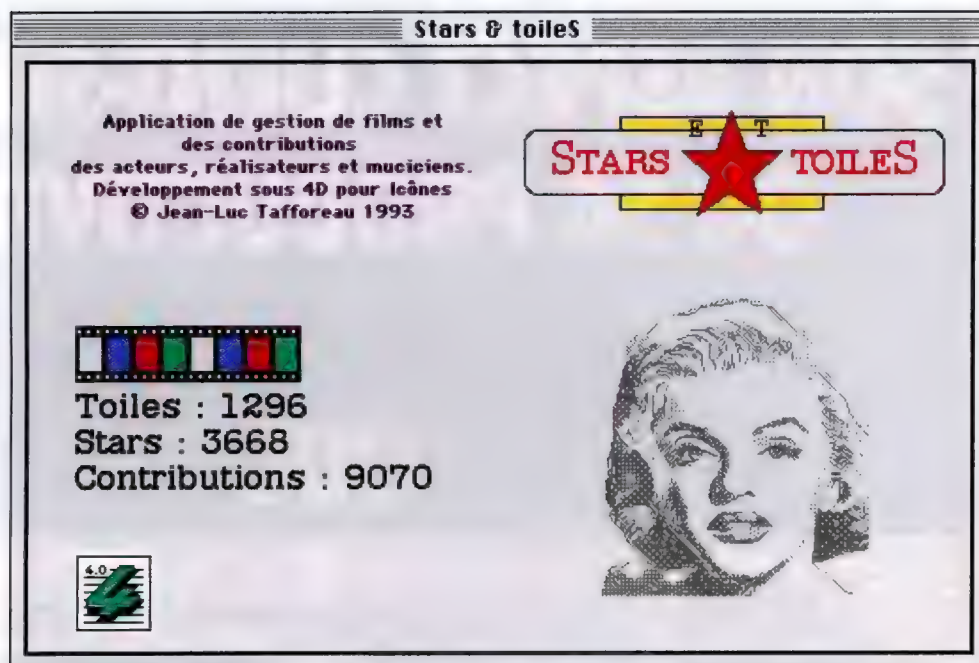 Stars & toileS
Application de gestion de films et
des contributions
des acteurs, réalisateurs et muciciens.
Développement sous 4D pour Icônes
© Jean-Luc Tafforeau 1993
E T
STARS TOILES
Toiles : 1296
Stars : 3668
Contributions : 9070
4.0